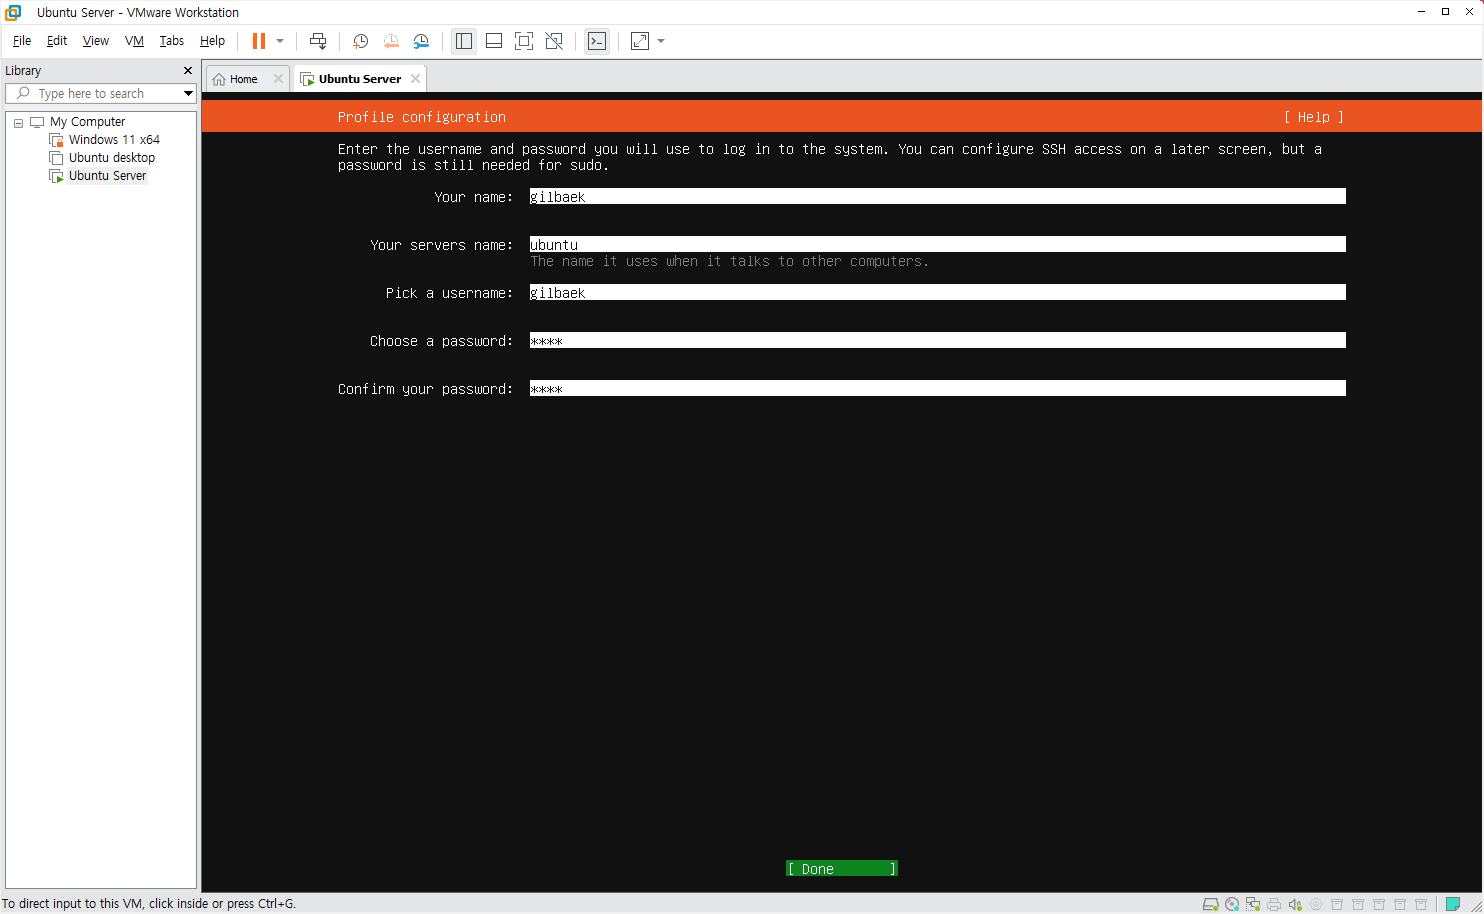 Ubuntu Server - VMware Workstation
File Edit View VM Tabs Help
Library
Type here to search
My Computer
Windows 11 x64
Ubuntu desktop
Ubuntu Server
Home
Ubuntu Server
Profile configuration [ Help ]
Enter the username and password you will use to log in to the system. You can configure SSH access on a later screen, but a
password is still needed for sudo.
Your name: gilbaek
Your servers name: ubuntu
The name it uses when it talks to other computers.
Pick a username: gilbaek
Choose a password: ****
Confirm your password: ****
[ Done ]
To direct input to this VM, click inside or press Ctrl+G.